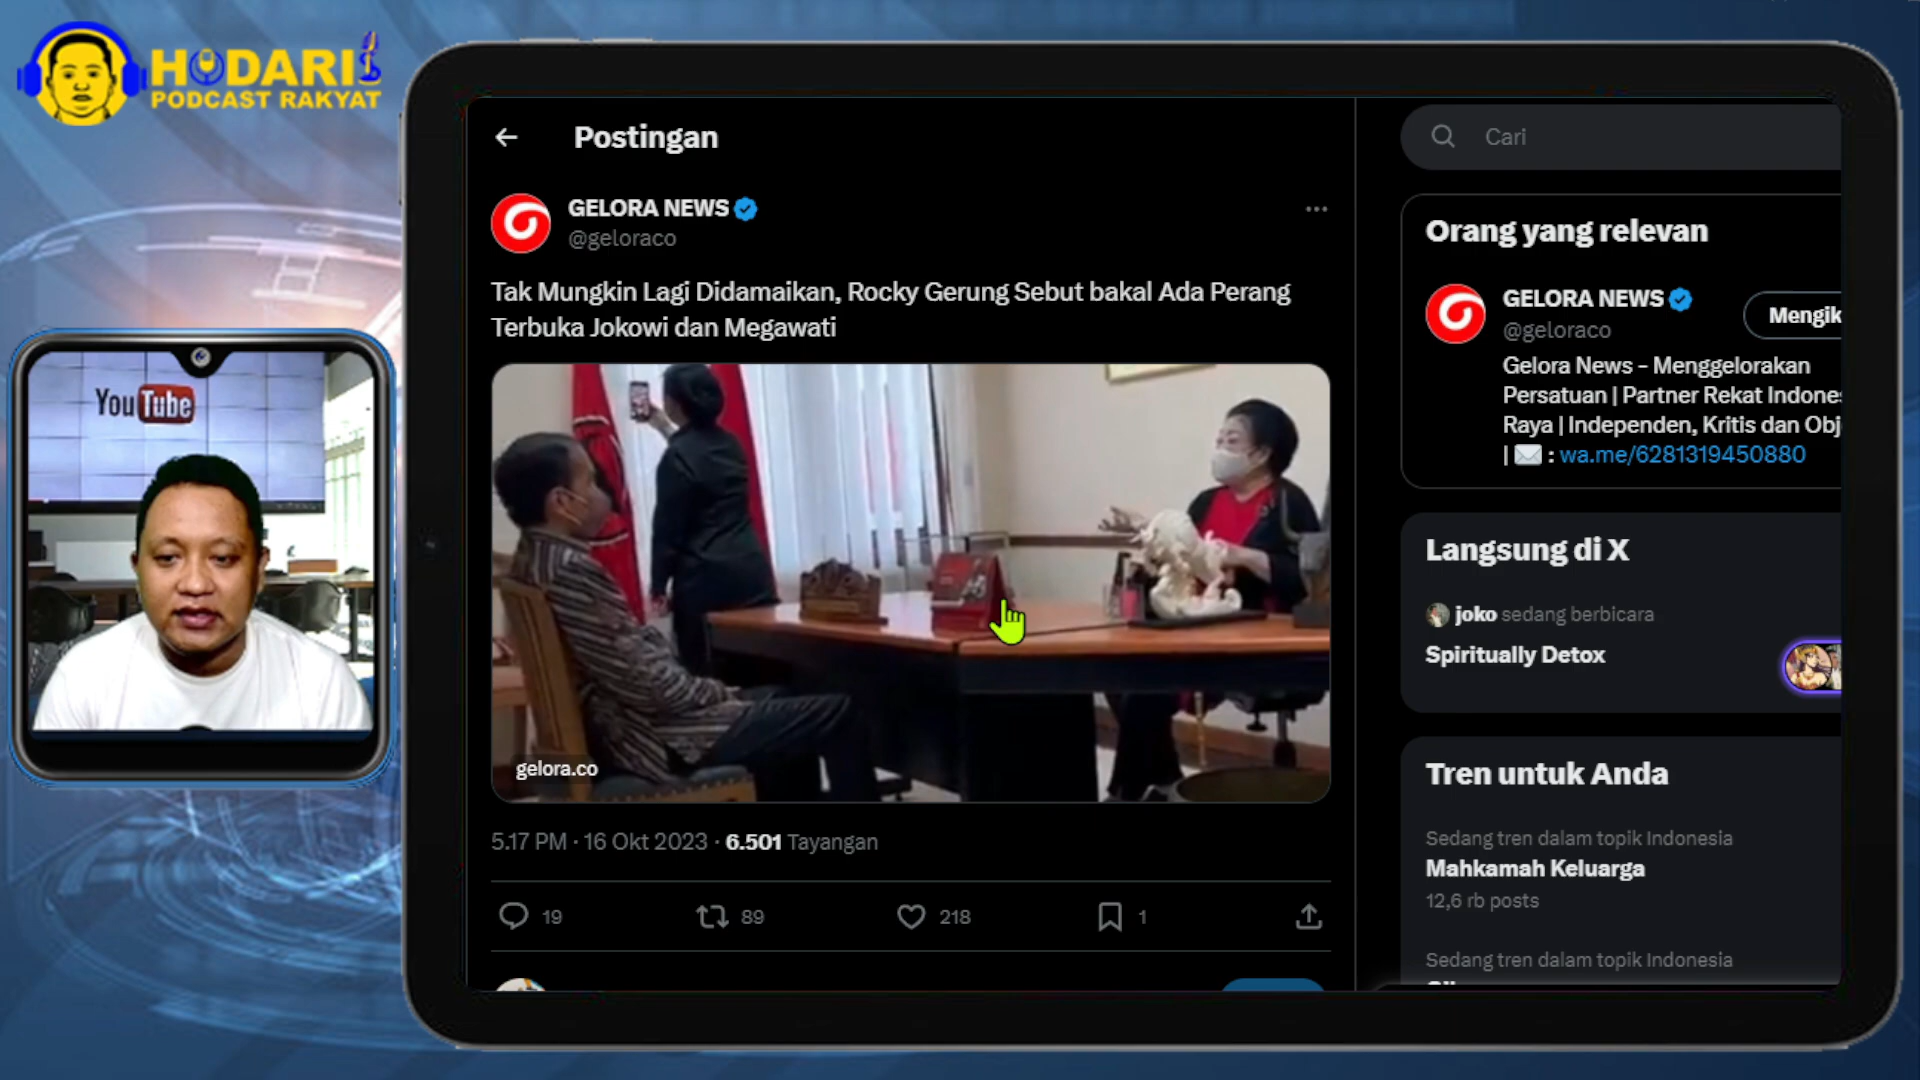 HODARI
PODCAST RAKYAT
YouTube
Postingan
GELORA NEWS
@geloraco
Tak Mungkin Lagi Didamaikan, Rocky Gerung Sebut bakal Ada Perang
Terbuka Jokowi dan Megawati
gelora.co
5.17 PM · 16 Okt 2023 · 6.501 Tayangan
19 89 218 1
Cari
Orang yang relevan
GELORA NEWS
@geloraco
Mengik
Gelora News - Menggelorakan
Persatuan | Partner Rekat Indone
Raya | Independen, Kritis dan Obj
| ✉️ : wa.me/6281319450880
Langsung di X
joko sedang berbicara
Spiritually Detox
Tren untuk Anda
Sedang tren dalam topik Indonesia
Mahkamah Keluarga
12,6 rb posts
Sedang tren dalam topik Indonesia